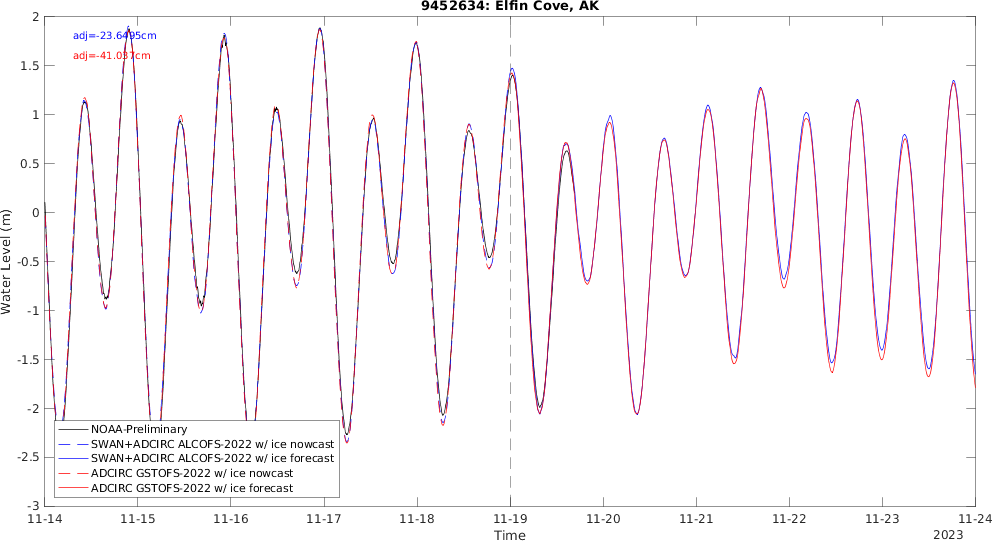 9452634: Elfin Cove, AK
adj=-23.6495cm
adj=-41.037cm
Water Level (m)
2
1.5
1
0.5
0
-0.5
-1
-1.5
-2
-2.5
-3
NOAA-Preliminary
SWAN+ADCIRC ALCOFS-2022 w/ ice nowcast
SWAN+ADCIRC ALCOFS-2022 w/ ice forecast
ADCIRC GSTOFS-2022 w/ ice nowcast
ADCIRC GSTOFS-2022 w/ ice forecast
11-14 11-15 11-16 11-17 11-18 11-19 11-20 11-21 11-22 11-23 11-24
Time
2023